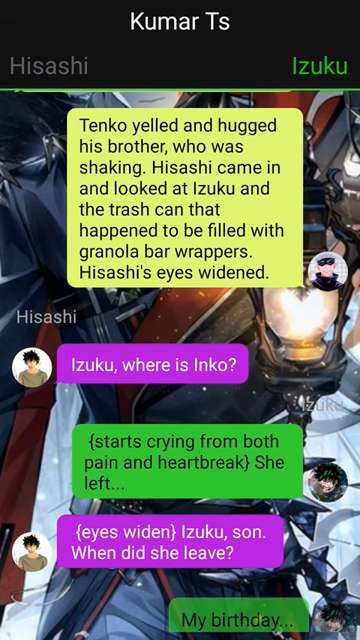 Kumar Ts
Hisashi
Izuku
Tenko yelled and hugged
his brother, who was
shaking. Hisashi came in
and looked at Izuku and
the trash can that
happened to be filled with
granola bar wrappers.
Hisashi's eyes widened.
Hisashi
Izuku, where is Inko?
Izuku
{starts crying from both
pain and heartbreak} She
left...
{eyes widen} Izuku, son.
When did she leave?
My birthday...